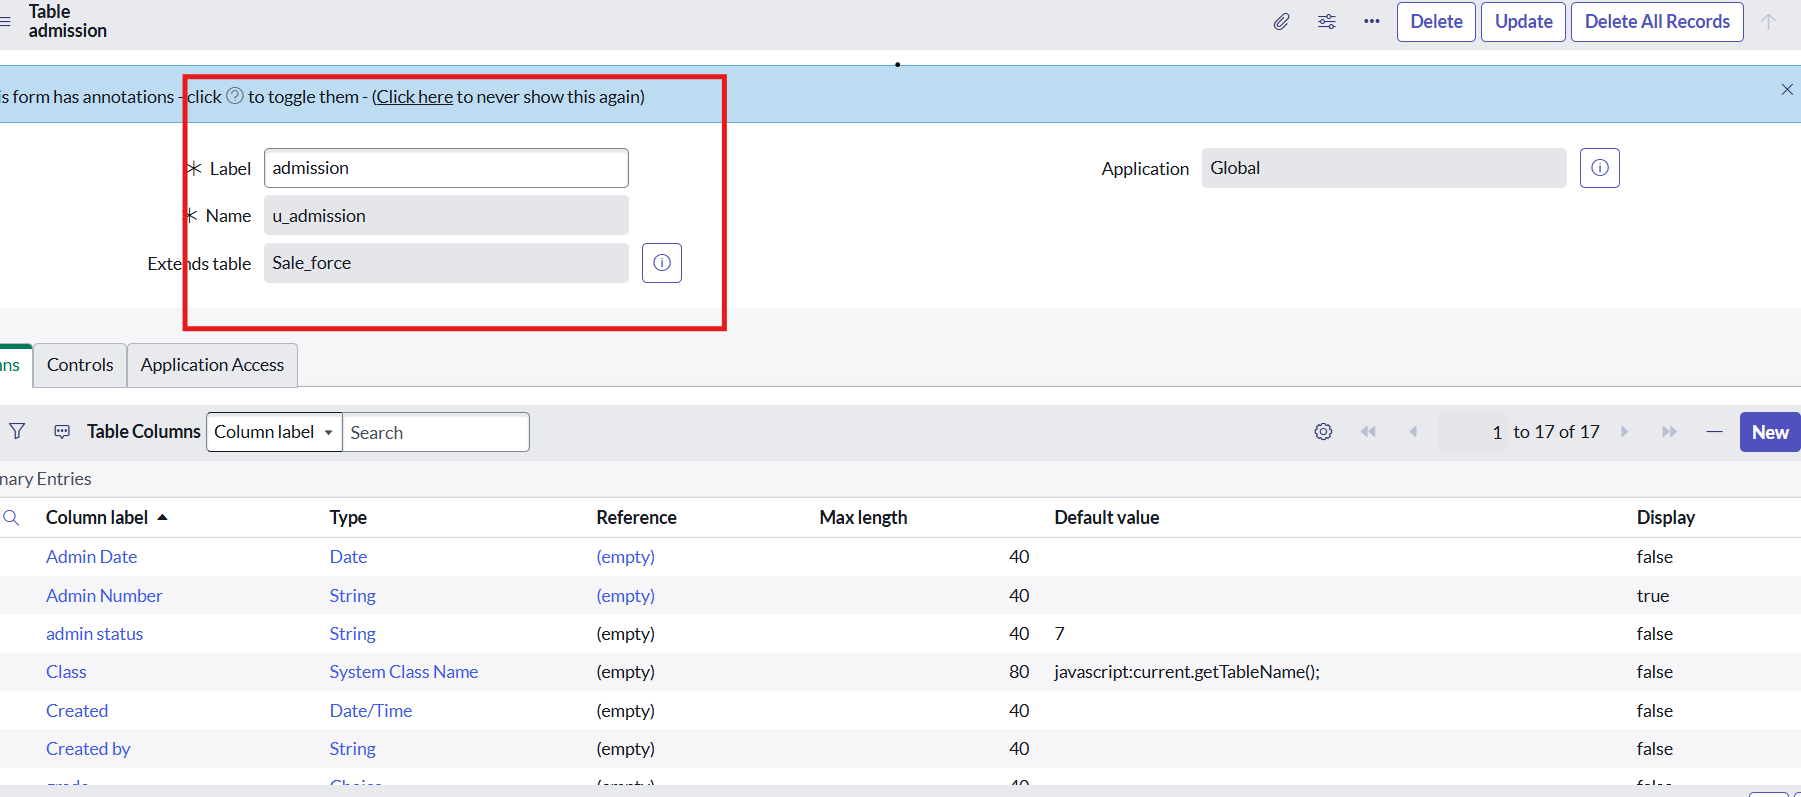 Table
admission
Delete
Update
Delete All Records
s form has annotations - click ? to toggle them - (Click here to never show this again)
Label
admission
Application
Global
Name
u_admission
Extends table
Sale_force
Controls
Application Access
Table Columns
Column label
Search
1 to 17 of 17
New
nary Entries
Column label Type Reference Max length Default value Display
Admin Date Date (empty) 40 false
Admin Number String (empty) 40 true
admin status String (empty) 40 7 false
Class System Class Name (empty) 80 javascript:current.getTableName(); false
Created Date/Time (empty) 40 false
Created by String (empty) 40 false